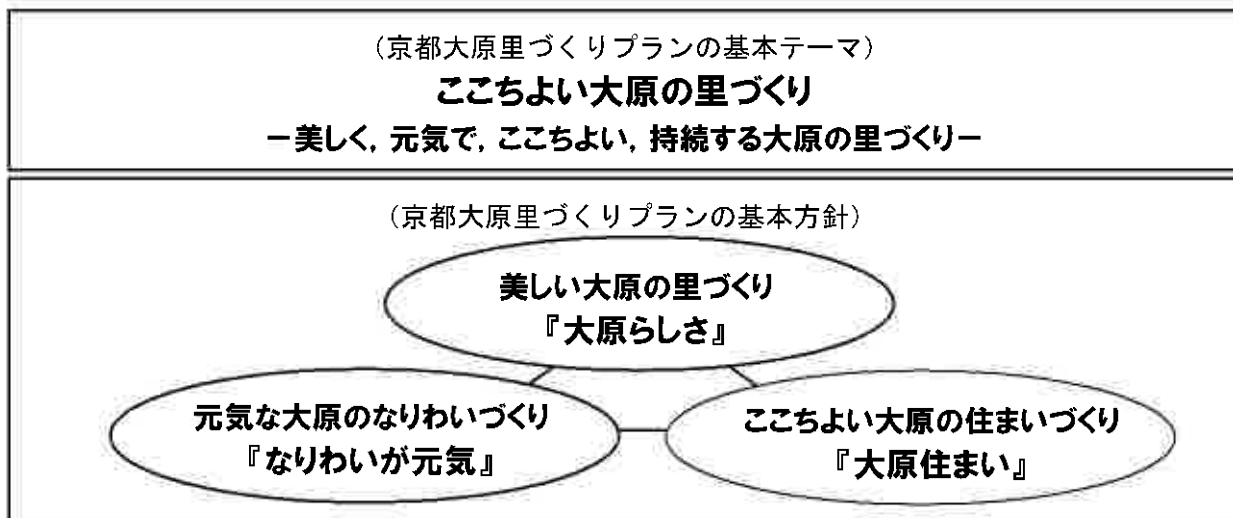 （京都大原里づくりプランの基本テーマ）
ここちよい大原の里づくり
－美しく，元気で，ここちよい，持続する大原の里づくり－
（京都大原里づくりプランの基本方針）
美しい大原の里づくり
『大原らしさ』
元気な大原のなりわいづくり
『なりわいが元気』
ここちよい大原の住まいづくり
『大原住まい』